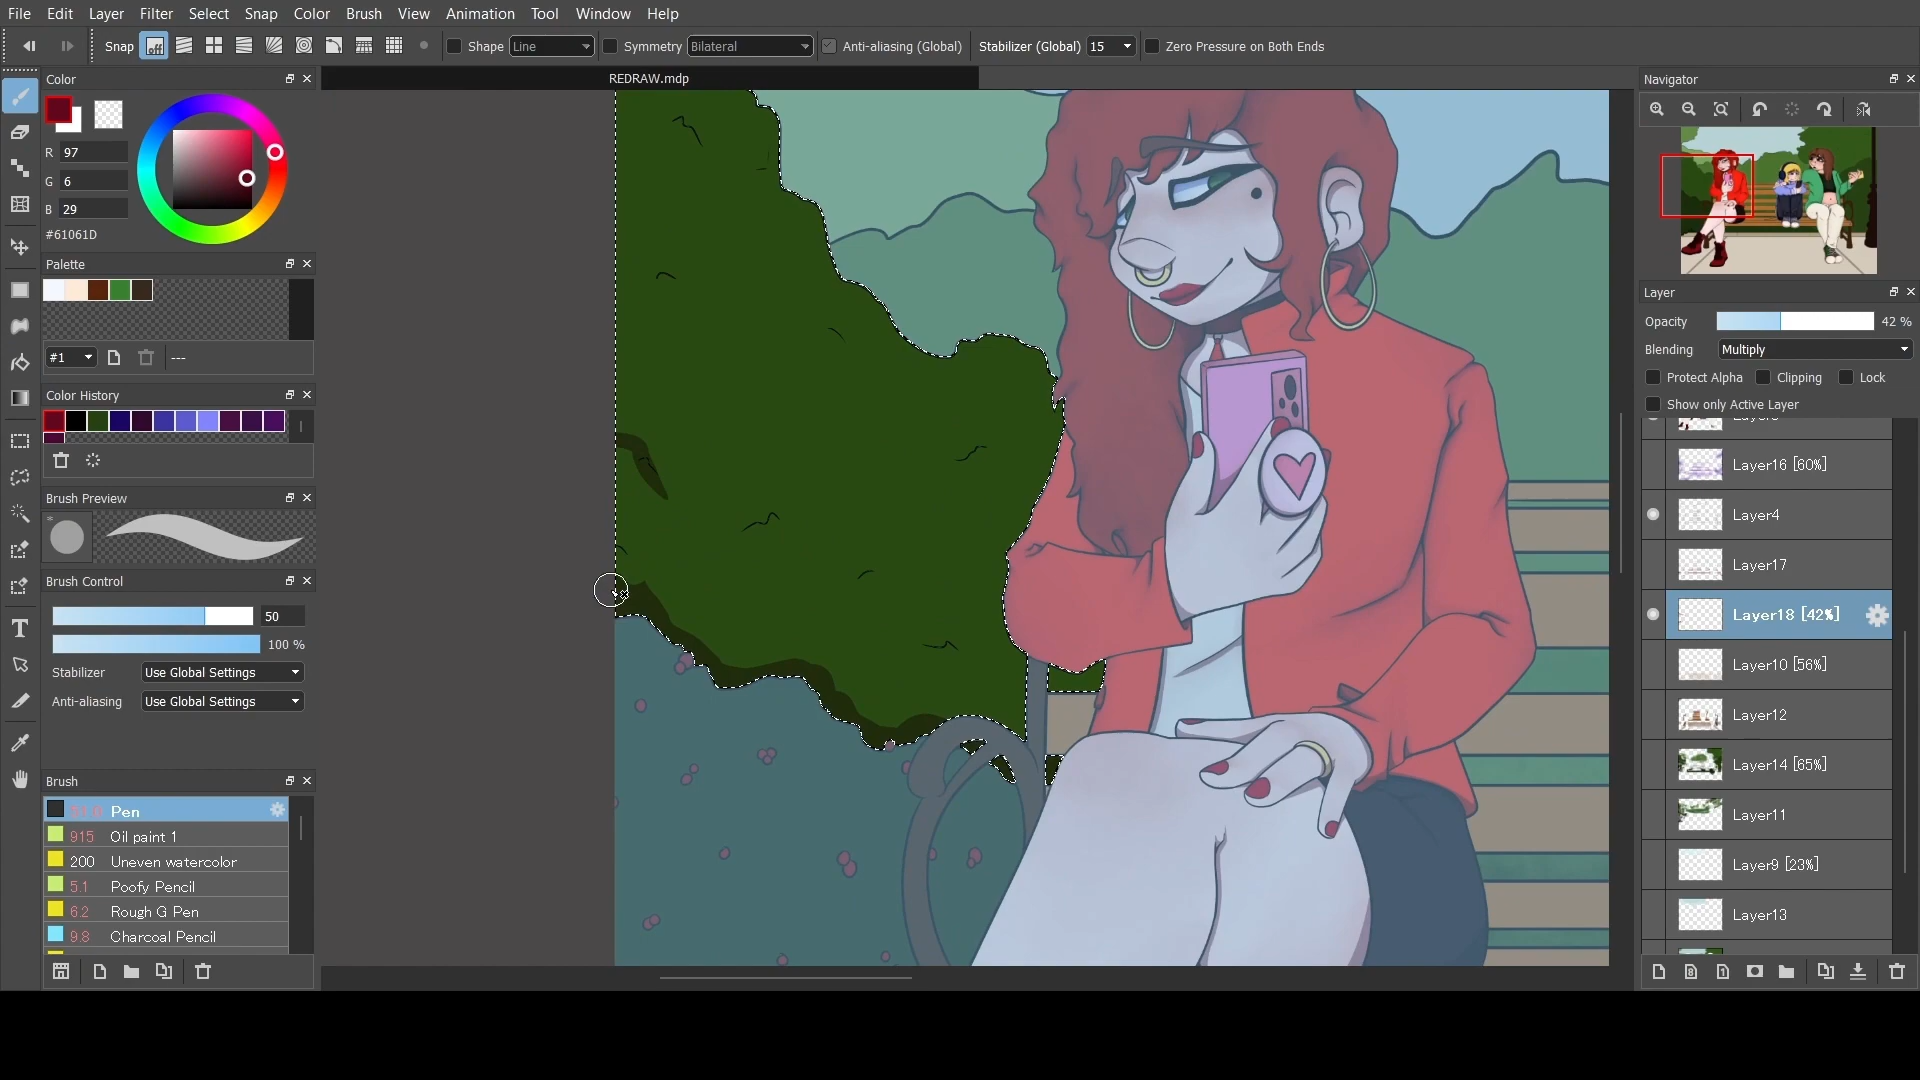 File Edit Layer Filter Select Snap Color Brush View Animation Tool Window Help
Snap off Shape Line Symmetry Bilateral Anti-aliasing (Global) Stabilizer (Global) 15 Zero Pressure on Both Ends
Color
REDRAW.mdp
Navigator
R 97
G 6
B 29
#61061D
Palette
#1 ---
Color History
Brush Preview
Brush Control
50
100 %
Stabilizer Use Global Settings
Anti-aliasing Use Global Settings
Brush
Pen
915 Oil paint 1
200 Uneven watercolor
5.1 Poofy Pencil
6.2 Rough G Pen
9.8 Charcoal Pencil
Layer
Opacity 42 %
Blending Multiply
Protect Alpha Clipping Lock
Show only Active Layer
Layer16 [60%]
Layer4
Layer17
Layer18 [42%]
Layer10 [56%]
Layer12
Layer14 [65%]
Layer11
Layer9 [23%]
Layer13